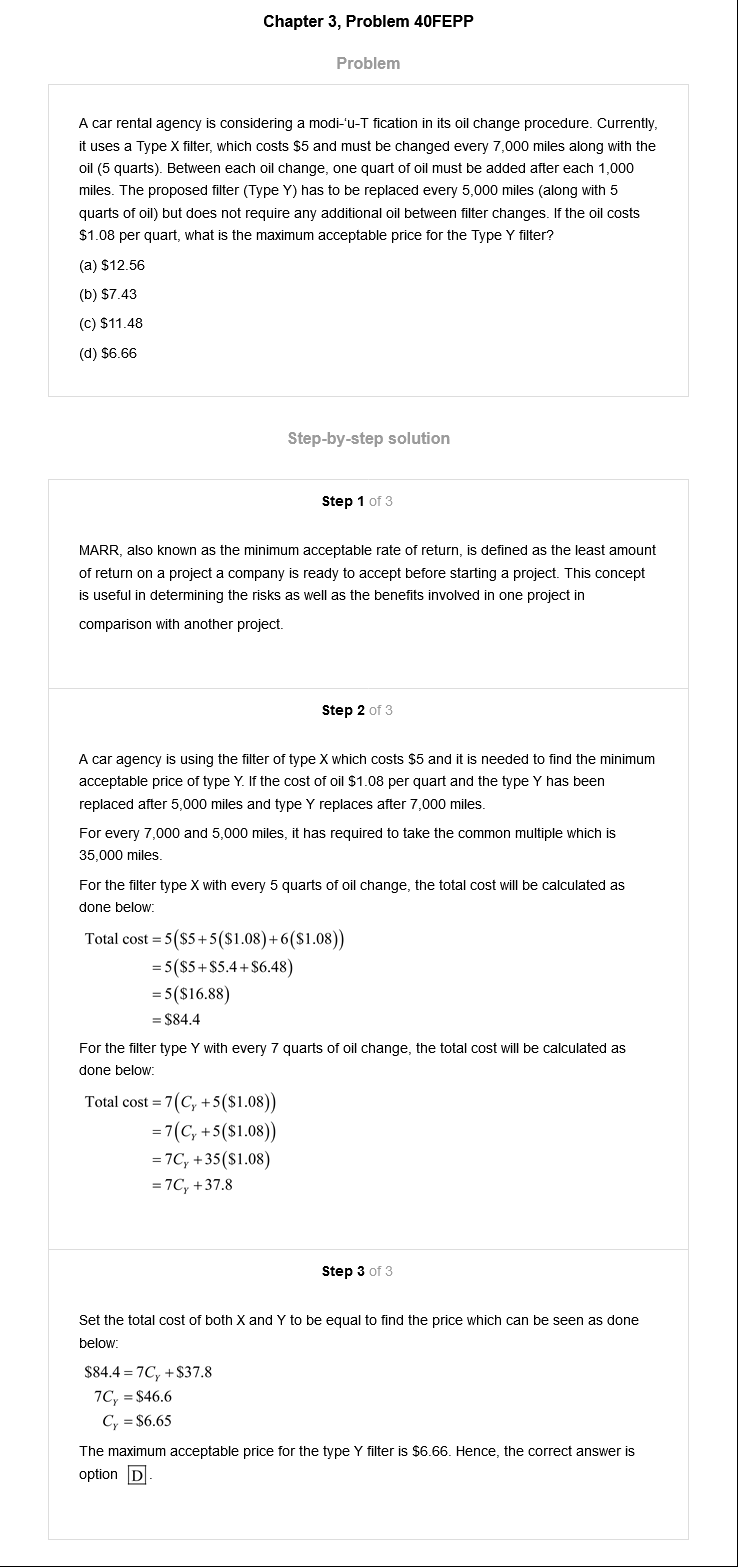 Chapter 3, Problem 40FEPP
Problem
A car rental agency is considering a modi-‘u-T fication in its oil change procedure. Currently,
it uses a Type X filter, which costs $5 and must be changed every 7,000 miles along with the
oil (5 quarts). Between each oil change, one quart of oil must be added after each 1,000
miles. The proposed filter (Type Y) has to be replaced every 5,000 miles (along with 5
quarts of oil) but does not require any additional oil between filter changes. If the oil costs
$1.08 per quart, what is the maximum acceptable price for the Type Y filter?
(a) $12.56
(b) $7.43
(c) $11.48
(d) $6.66
Step-by-step solution
Step 1 of 3
MARR, also known as the minimum acceptable rate of return, is defined as the least amount
of return on a project a company is ready to accept before starting a project. This concept
is useful in determining the risks as well as the benefits involved in one project in
comparison with another project.
Step 2 of 3
A car agency is using the filter of type X which costs $5 and it is needed to find the minimum
acceptable price of type Y. If the cost of oil $1.08 per quart and the type Y has been
replaced after 5,000 miles and type Y replaces after 7,000 miles.
For every 7,000 and 5,000 miles, it has required to take the common multiple which is
35,000 miles.
For the filter type X with every 5 quarts of oil change, the total cost will be calculated as
done below:
Total cost = 5($5+5($1.08)+6($1.08))
= 5($5+$5.4+$6.48)
= 5($16.88)
= $84.4
For the filter type Y with every 7 quarts of oil change, the total cost will be calculated as
done below:
Total cost = 7(C_Y + 5($1.08))
= 7(C_Y + 5($1.08))
= 7C_Y + 35($1.08)
= 7C_Y + 37.8
Step 3 of 3
Set the total cost of both X and Y to be equal to find the price which can be seen as done
below:
$84.4 = 7C_Y + $37.8
7C_Y = $46.6
C_Y = $6.65
The maximum acceptable price for the type Y filter is $6.66. Hence, the correct answer is
option D.